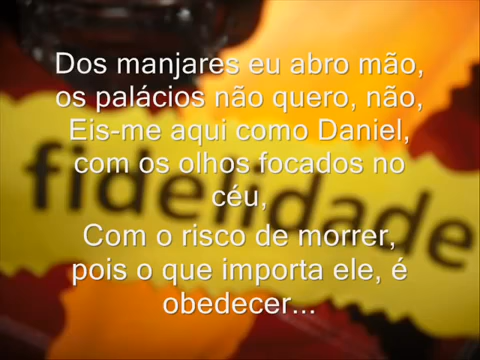 Dos manjares eu abro mão,
os palácios não quero, não,
Eis-me aqui como Daniel,
com os olhos focados no
céu,
Com o risco de morrer,
pois o que importa ele, é
obedecer...
fidelidade